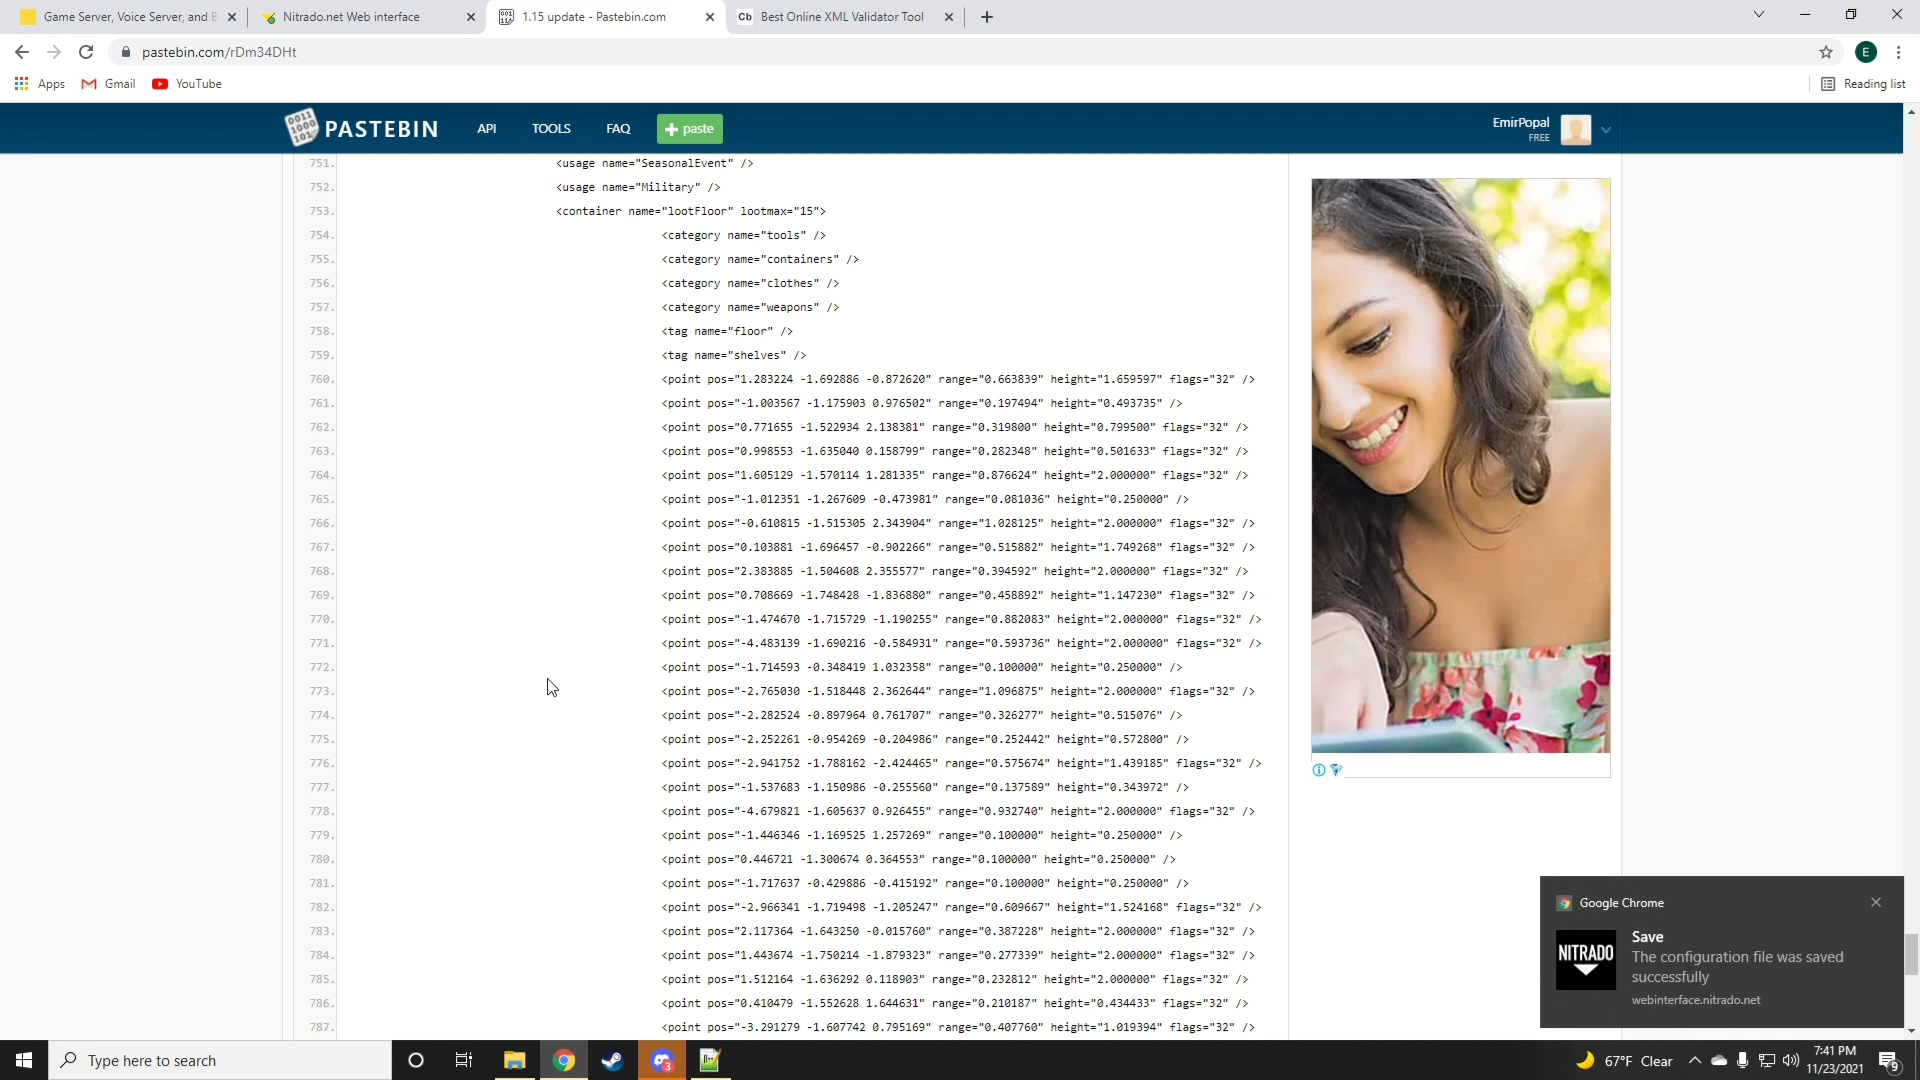 Game Server, Voice Server, and B
Nitrado.net Web interface
1.15 update - Pastebin.com
Cb Best Online XML Validator Tool
pastebin.com/rDm34DHt
E
Apps Gmail YouTube Reading list
PASTEBIN API TOOLS FAQ paste EmirPopal
FREE
751. <usage name="SeasonalEvent" />
752. <usage name="Military" />
753. <container name="lootFloor" lootmax="15">
754. <category name="tools" />
755. <category name="containers" />
756. <category name="clothes" />
757. <category name="weapons" />
758. <tag name="floor" />
759. <tag name="shelves" />
760. <point pos="1.283224 -1.692886 -0.872620" range="0.663839" height="1.659597" flags="32" />
761. <point pos="-1.003567 -1.175903 0.976502" range="0.197494" height="0.493735" />
762. <point pos="0.771655 -1.522934 2.138381" range="0.319800" height="0.799500" flags="32" />
763. <point pos="0.998553 -1.635040 0.158799" range="0.282348" height="0.501633" flags="32" />
764. <point pos="1.605129 -1.570114 1.281335" range="0.876624" height="2.000000" flags="32" />
765. <point pos="-1.012351 -1.267609 -0.473981" range="0.081036" height="0.250000" />
766. <point pos="-0.610815 -1.515305 2.343904" range="1.028125" height="2.000000" flags="32" />
767. <point pos="0.103881 -1.696457 -0.902266" range="0.515882" height="1.749268" flags="32" />
768. <point pos="2.383885 -1.504608 2.355577" range="0.394592" height="2.000000" flags="32" />
769. <point pos="0.708669 -1.748428 -1.836880" range="0.458892" height="1.147230" flags="32" />
770. <point pos="-1.474670 -1.715729 -1.190255" range="0.882083" height="2.000000" flags="32" />
771. <point pos="-4.483139 -1.690216 -0.584931" range="0.593736" height="2.000000" flags="32" />
772. <point pos="-1.714593 -0.348419 1.032358" range="0.100000" height="0.250000" />
773. <point pos="-2.765030 -1.518448 2.362644" range="1.096875" height="2.000000" flags="32" />
774. <point pos="-2.282524 -0.897964 0.761707" range="0.326277" height="0.515076" />
775. <point pos="-2.252261 -0.954269 -0.204986" range="0.252442" height="0.572800" />
776. <point pos="-2.941752 -1.788162 -2.424465" range="0.575674" height="1.439185" flags="32" />
777. <point pos="-1.537683 -1.150986 -0.255560" range="0.137589" height="0.343972" />
778. <point pos="-4.679821 -1.605637 0.926455" range="0.932740" height="2.000000" flags="32" />
779. <point pos="-1.446346 -1.169525 1.257269" range="0.100000" height="0.250000" />
780. <point pos="0.446721 -1.300674 0.364553" range="0.100000" height="0.250000" />
781. <point pos="-1.717637 -0.429886 -0.415192" range="0.100000" height="0.250000" />
782. <point pos="-2.966341 -1.719498 -1.205247" range="0.609667" height="1.524168" flags="32" />
783. <point pos="2.117364 -1.643250 -0.015760" range="0.387228" height="2.000000" flags="32" />
784. <point pos="1.443674 -1.750214 -1.879323" range="0.277339" height="2.000000" flags="32" />
785. <point pos="1.512164 -1.636292 0.118903" range="0.232812" height="2.000000" flags="32" />
786. <point pos="0.410479 -1.552628 1.644631" range="0.210187" height="0.434433" flags="32" />
787. <point pos="-3.291279 -1.607742 0.795169" range="0.407760" height="1.019394" flags="32" />
Google Chrome
NITRADO
Save
The configuration file was saved
successfully
webinterface.nitrado.net
Type here to search
3
67°F Clear
7:41 PM
11/23/2021
9